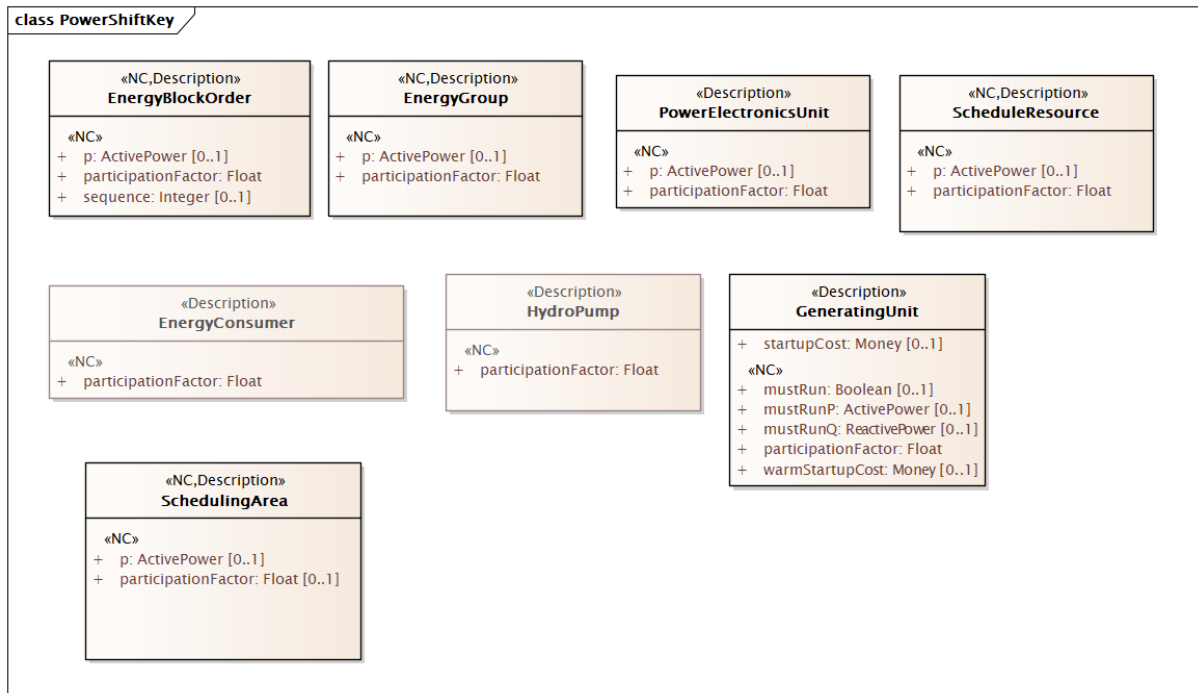 class PowerShiftKey
«NC,Description»
EnergyBlockOrder
«NC»
+ p: ActivePower [0..1]
+ participationFactor: Float
+ sequence: Integer [0..1]
«NC,Description»
EnergyGroup
«NC»
+ p: ActivePower [0..1]
+ participationFactor: Float
«Description»
PowerElectronicsUnit
«NC»
+ p: ActivePower [0..1]
+ participationFactor: Float
«NC,Description»
ScheduleResource
«NC»
+ p: ActivePower [0..1]
+ participationFactor: Float
«Description»
EnergyConsumer
«NC»
+ participationFactor: Float
«Description»
HydroPump
«NC»
+ participationFactor: Float
«Description»
GeneratingUnit
+ startupCost: Money [0..1]
«NC»
+ mustRun: Boolean [0..1]
+ mustRunP: ActivePower [0..1]
+ mustRunQ: ReactivePower [0..1]
+ participationFactor: Float
+ warmStartupCost: Money [0..1]
«NC,Description»
SchedulingArea
«NC»
+ p: ActivePower [0..1]
+ participationFactor: Float [0..1]